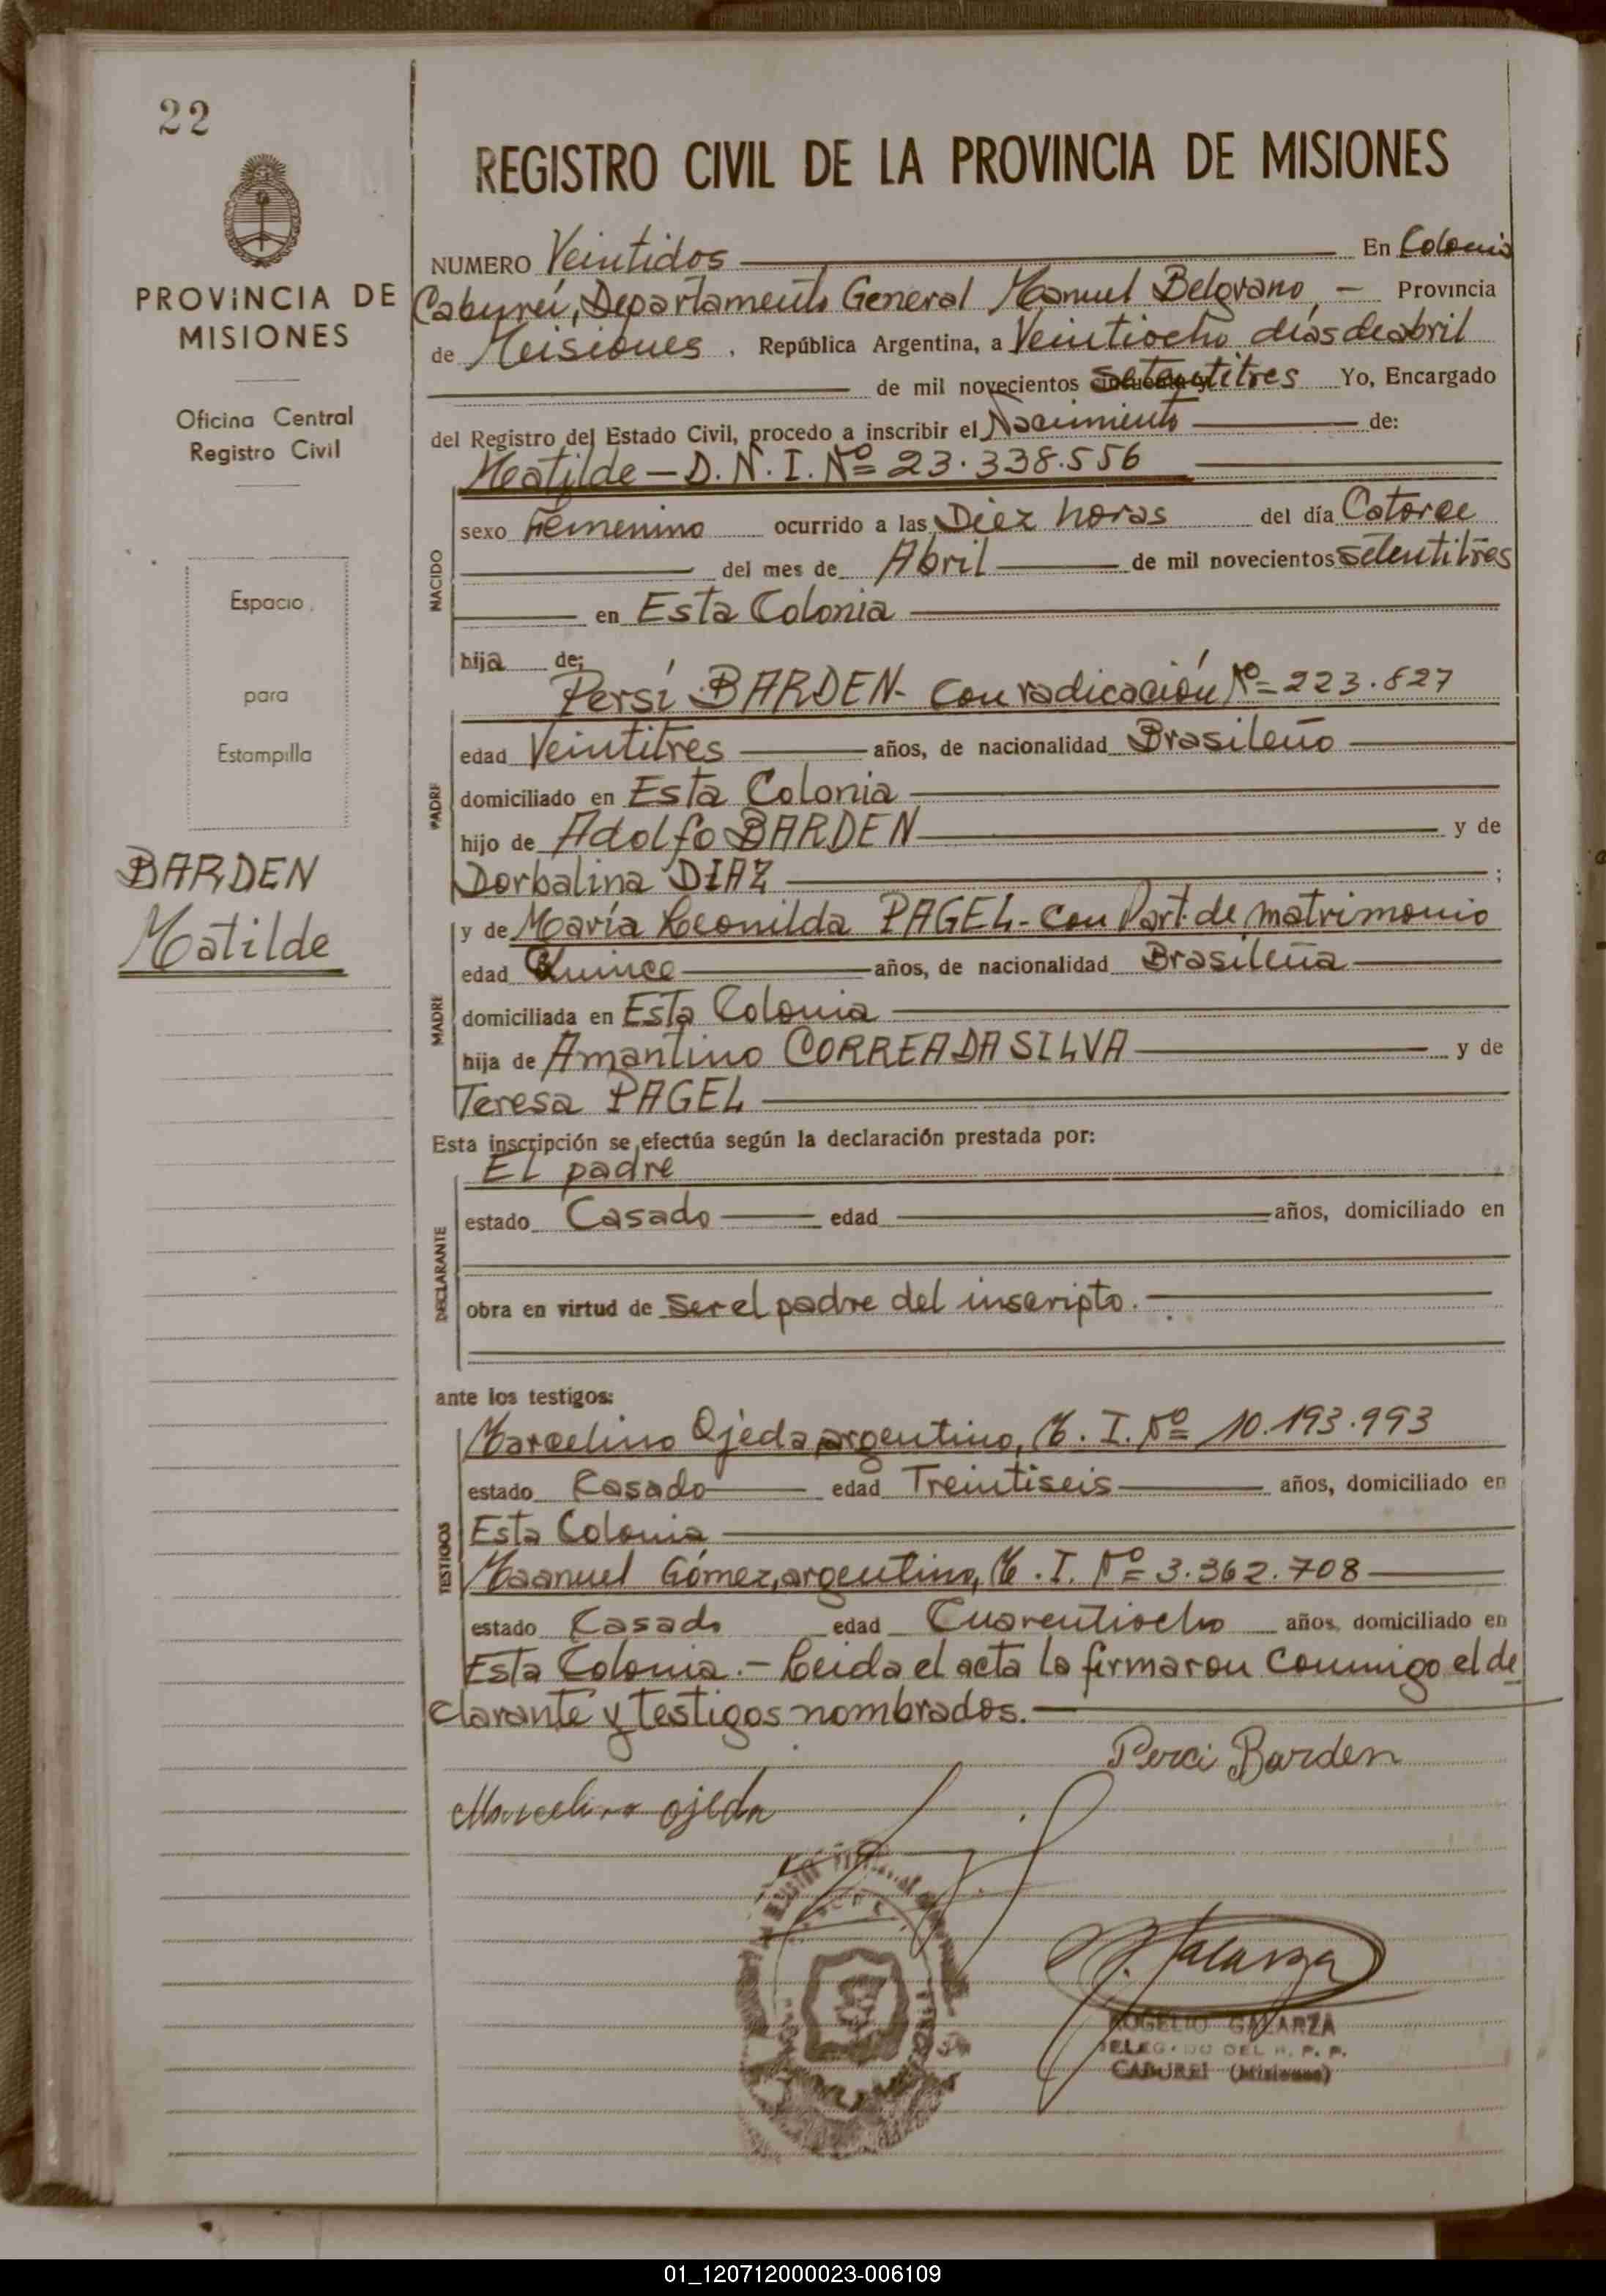 22
PROVINCIA DE
MISIONES
Oficina Central
Registro Civil
Espacio
para
Estampilla
BARDEN
Matilde
REGISTRO CIVIL DE LA PROVINCIA DE MISIONES
NUMERO Veintidos En Colonia
Caburei, Departamento General Manuel Belgrano, - Provincia
de Misiones, República Argentina, a Veintiocho días de abril
de mil novecientos setentitres Yo, Encargado
del Registro del Estado Civil, procedo a inscribir el Nacimiento de:
Matilde - D.N.I. Nº 23.338.556
NACIDO
sexo Femenino ocurrido a las Diez horas del día Catorce
del mes de Abril de mil novecientos setentitres
en Esta Colonia
hija de:
Persí BARDEN - Con radicación Nº 223.827
PADRE
edad Veintitres años, de nacionalidad Brasileño
domiciliado en Esta Colonia
hijo de Adolfo BARDEN y de
Dorbalina DIAZ ;
y de María Leonilda PAGEL - Con Part. de matrimonio
MADRE
edad Quince años, de nacionalidad Brasileña
domiciliada en Esta Colonia
hija de Amantino CORREA DA SILVA y de
Teresa PAGEL
Esta inscripción se efectúa según la declaración prestada por:
El padre
DECLARANTE
estado Casado edad años, domiciliado en
obra en virtud de Ser el padre del inscripto.
ante los testigos:
Marcelino Ojeda, argentino, M. I. Nº 10.193.993
TESTIGOS
estado Casado edad Treintiseis años, domiciliado en
Esta Colonia
Maanuel Gómez, argentino, M. I. Nº 3.362.708
estado Casado edad Cuarentiocho años, domiciliado en
Esta Colonia. - Leida el acta la firmaron conmigo el de
clarante y testigos nombrados. -
Perci Barden
Marcelino Ojeda
R. Galarza
ROGELIO GALARZA
DELEGADO DEL R. P. P.
CABUREI (Misiones)
01_120712000023-006109